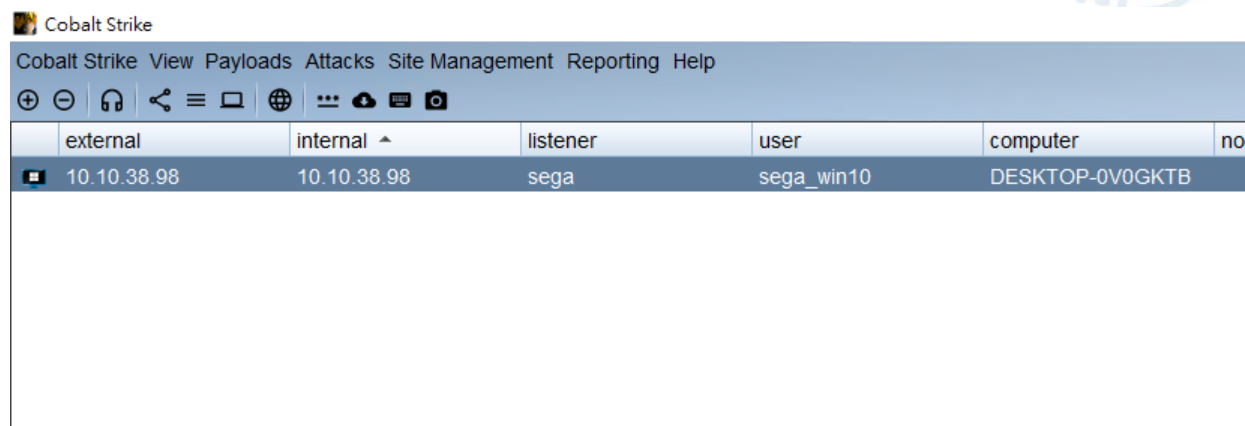 Cobalt Strike
Cobalt Strike View Payloads Attacks Site Management Reporting Help
external internal listener user computer no
10.10.38.98 10.10.38.98 sega sega_win10 DESKTOP-0V0GKTB